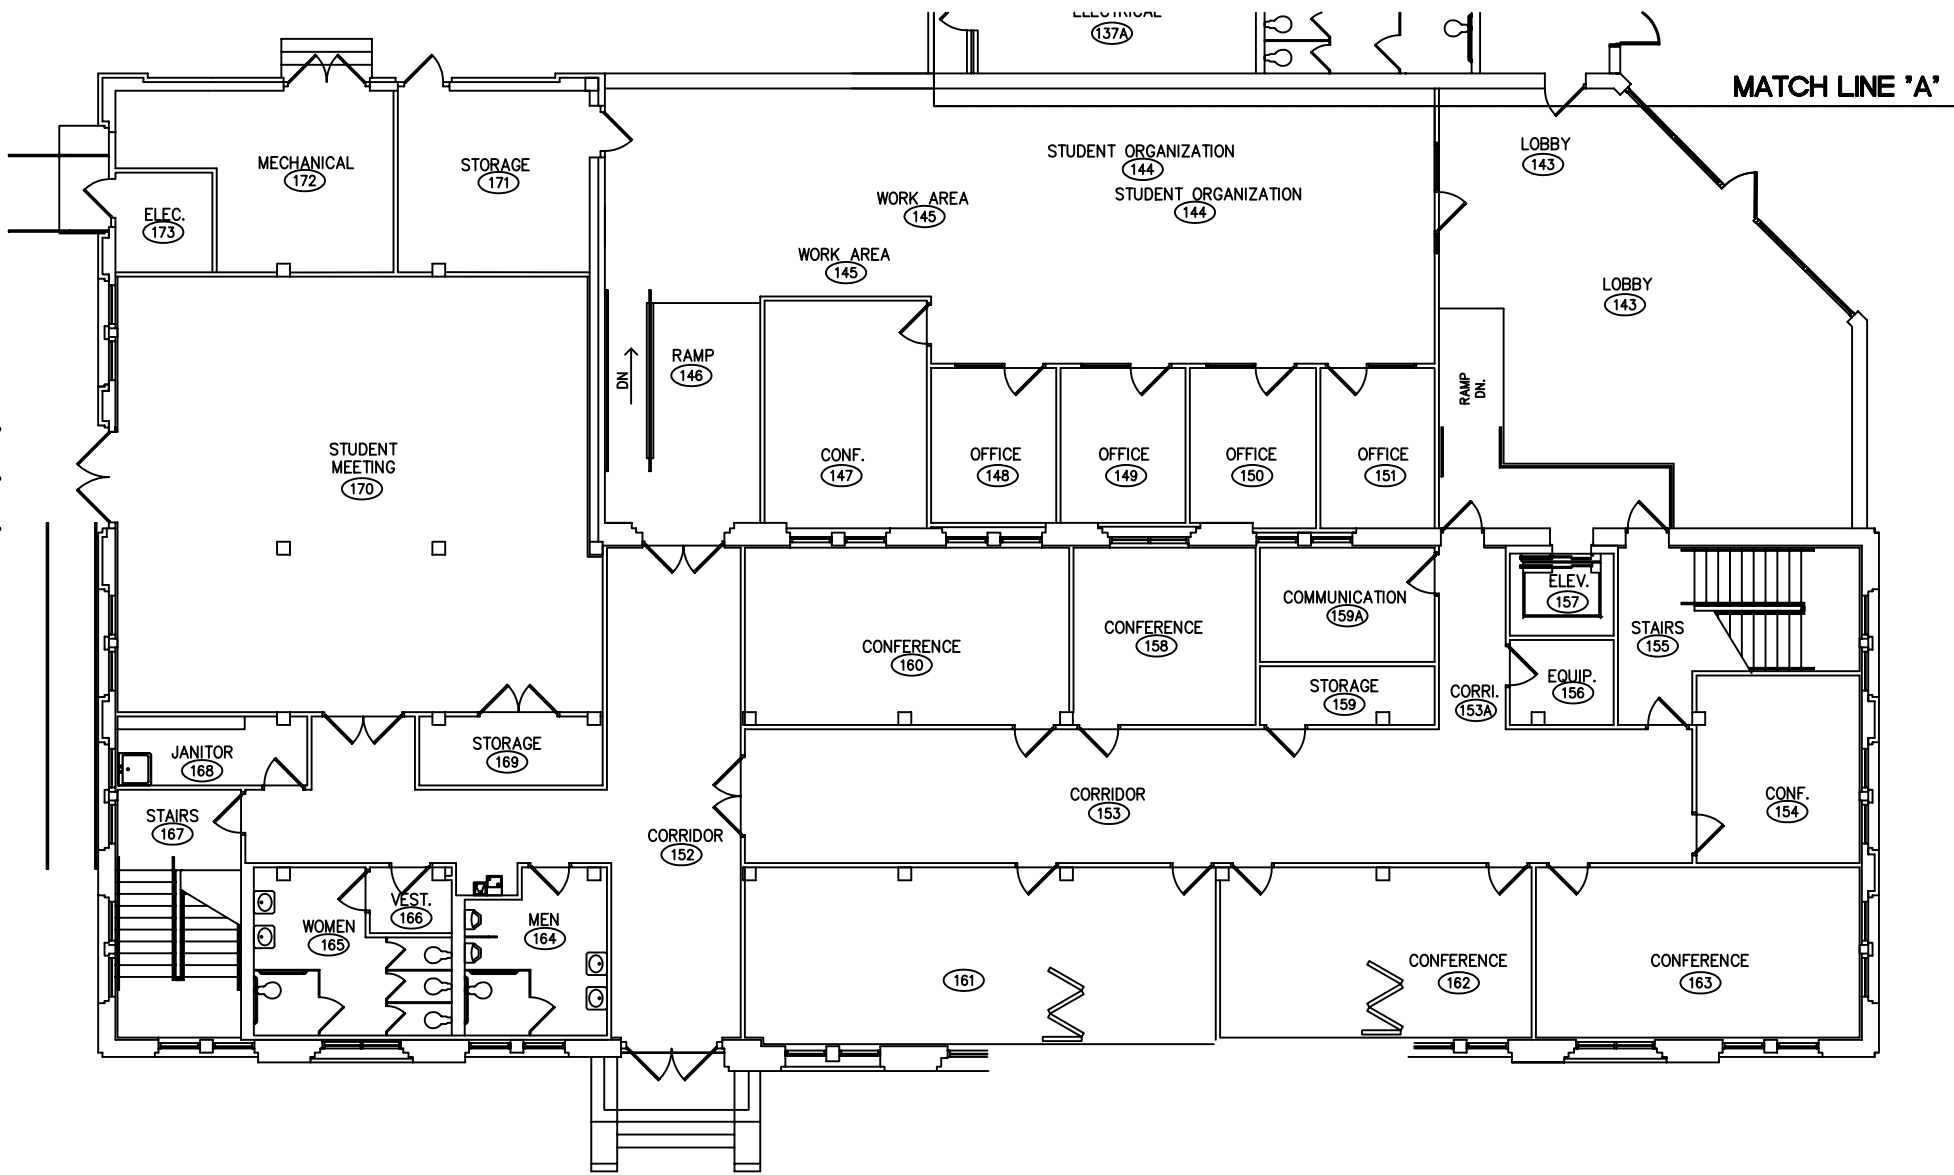 ELECTRICAL
137A
MATCH LINE "A"
MECHANICAL
172
STORAGE
171
ELEC.
173
STUDENT ORGANIZATION
144
STUDENT ORGANIZATION
144
WORK AREA
145
WORK AREA
145
LOBBY
143
LOBBY
143
DN
RAMP
146
RAMP
DN.
STUDENT
MEETING
170
CONF.
147
OFFICE
148
OFFICE
149
OFFICE
150
OFFICE
151
CONFERENCE
160
CONFERENCE
158
COMMUNICATION
159A
STORAGE
159
ELEV.
157
STAIRS
155
EQUIP.
156
CORRI.
153A
JANITOR
168
STORAGE
169
STAIRS
167
CORRIDOR
152
CORRIDOR
153
CONF.
154
WOMEN
165
VEST.
166
MEN
164
161
CONFERENCE
162
CONFERENCE
163